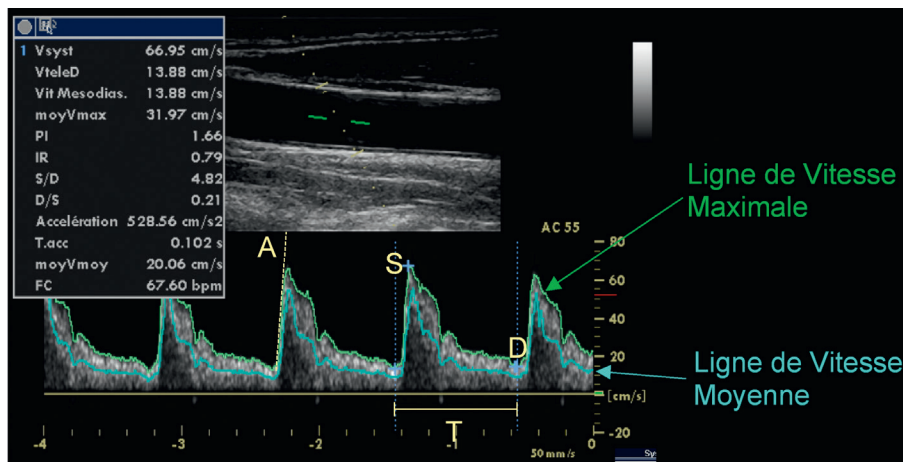 1 Vsyst 66.95 cm/s
VteleD 13.88 cm/s
Vit Mesodias. 13.88 cm/s
moyVmax 31.97 cm/s
PI 1.66
IR 0.79
S/D 4.82
D/S 0.21
Accélération 528.56 cm/s2
T.acc 0.102 s
moyVmoy 20.06 cm/s
FC 67.60 bpm
Ligne de Vitesse
Maximale
AC 55
A
S
D
T
80
60
40
20
[cm/s]
-20
Ligne de Vitesse
Moyenne
-4 -3 -2 -1 0
50 mm/s
Sy